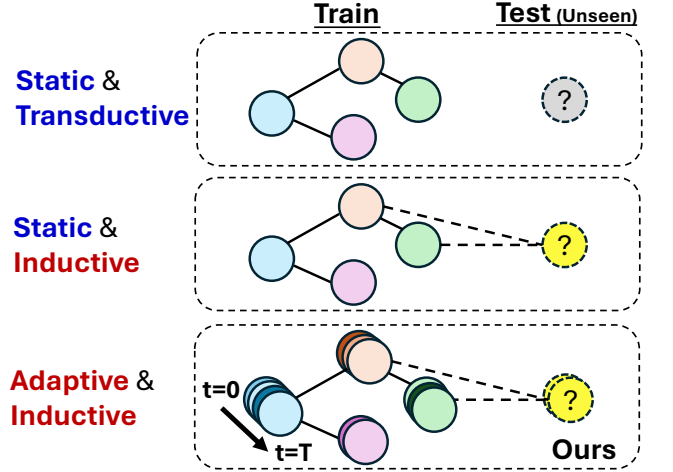 Train Test (Unseen)
Static &
Transductive
?
Static &
Inductive
?
Adaptive &
Inductive
t=0
t=T
?
Ours